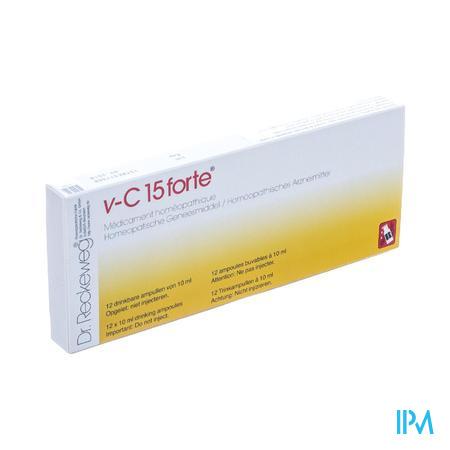 v-C 15 forte®
Médicament homéopathique
Homeopatische Geneesmiddel / Homöopathisches Arzneimittel
12 drinkbare ampullen van 10 ml
Opgelet: niet injecteren.
12 x 10 ml drinking ampoules
Important: Do not inject.
12 ampoules buvables à 10 ml
Attention: Ne pas injecter.
12 Trinkampullen à 10 ml
Achtung: Nicht injizieren.
Dr. Reckeweg
IPM